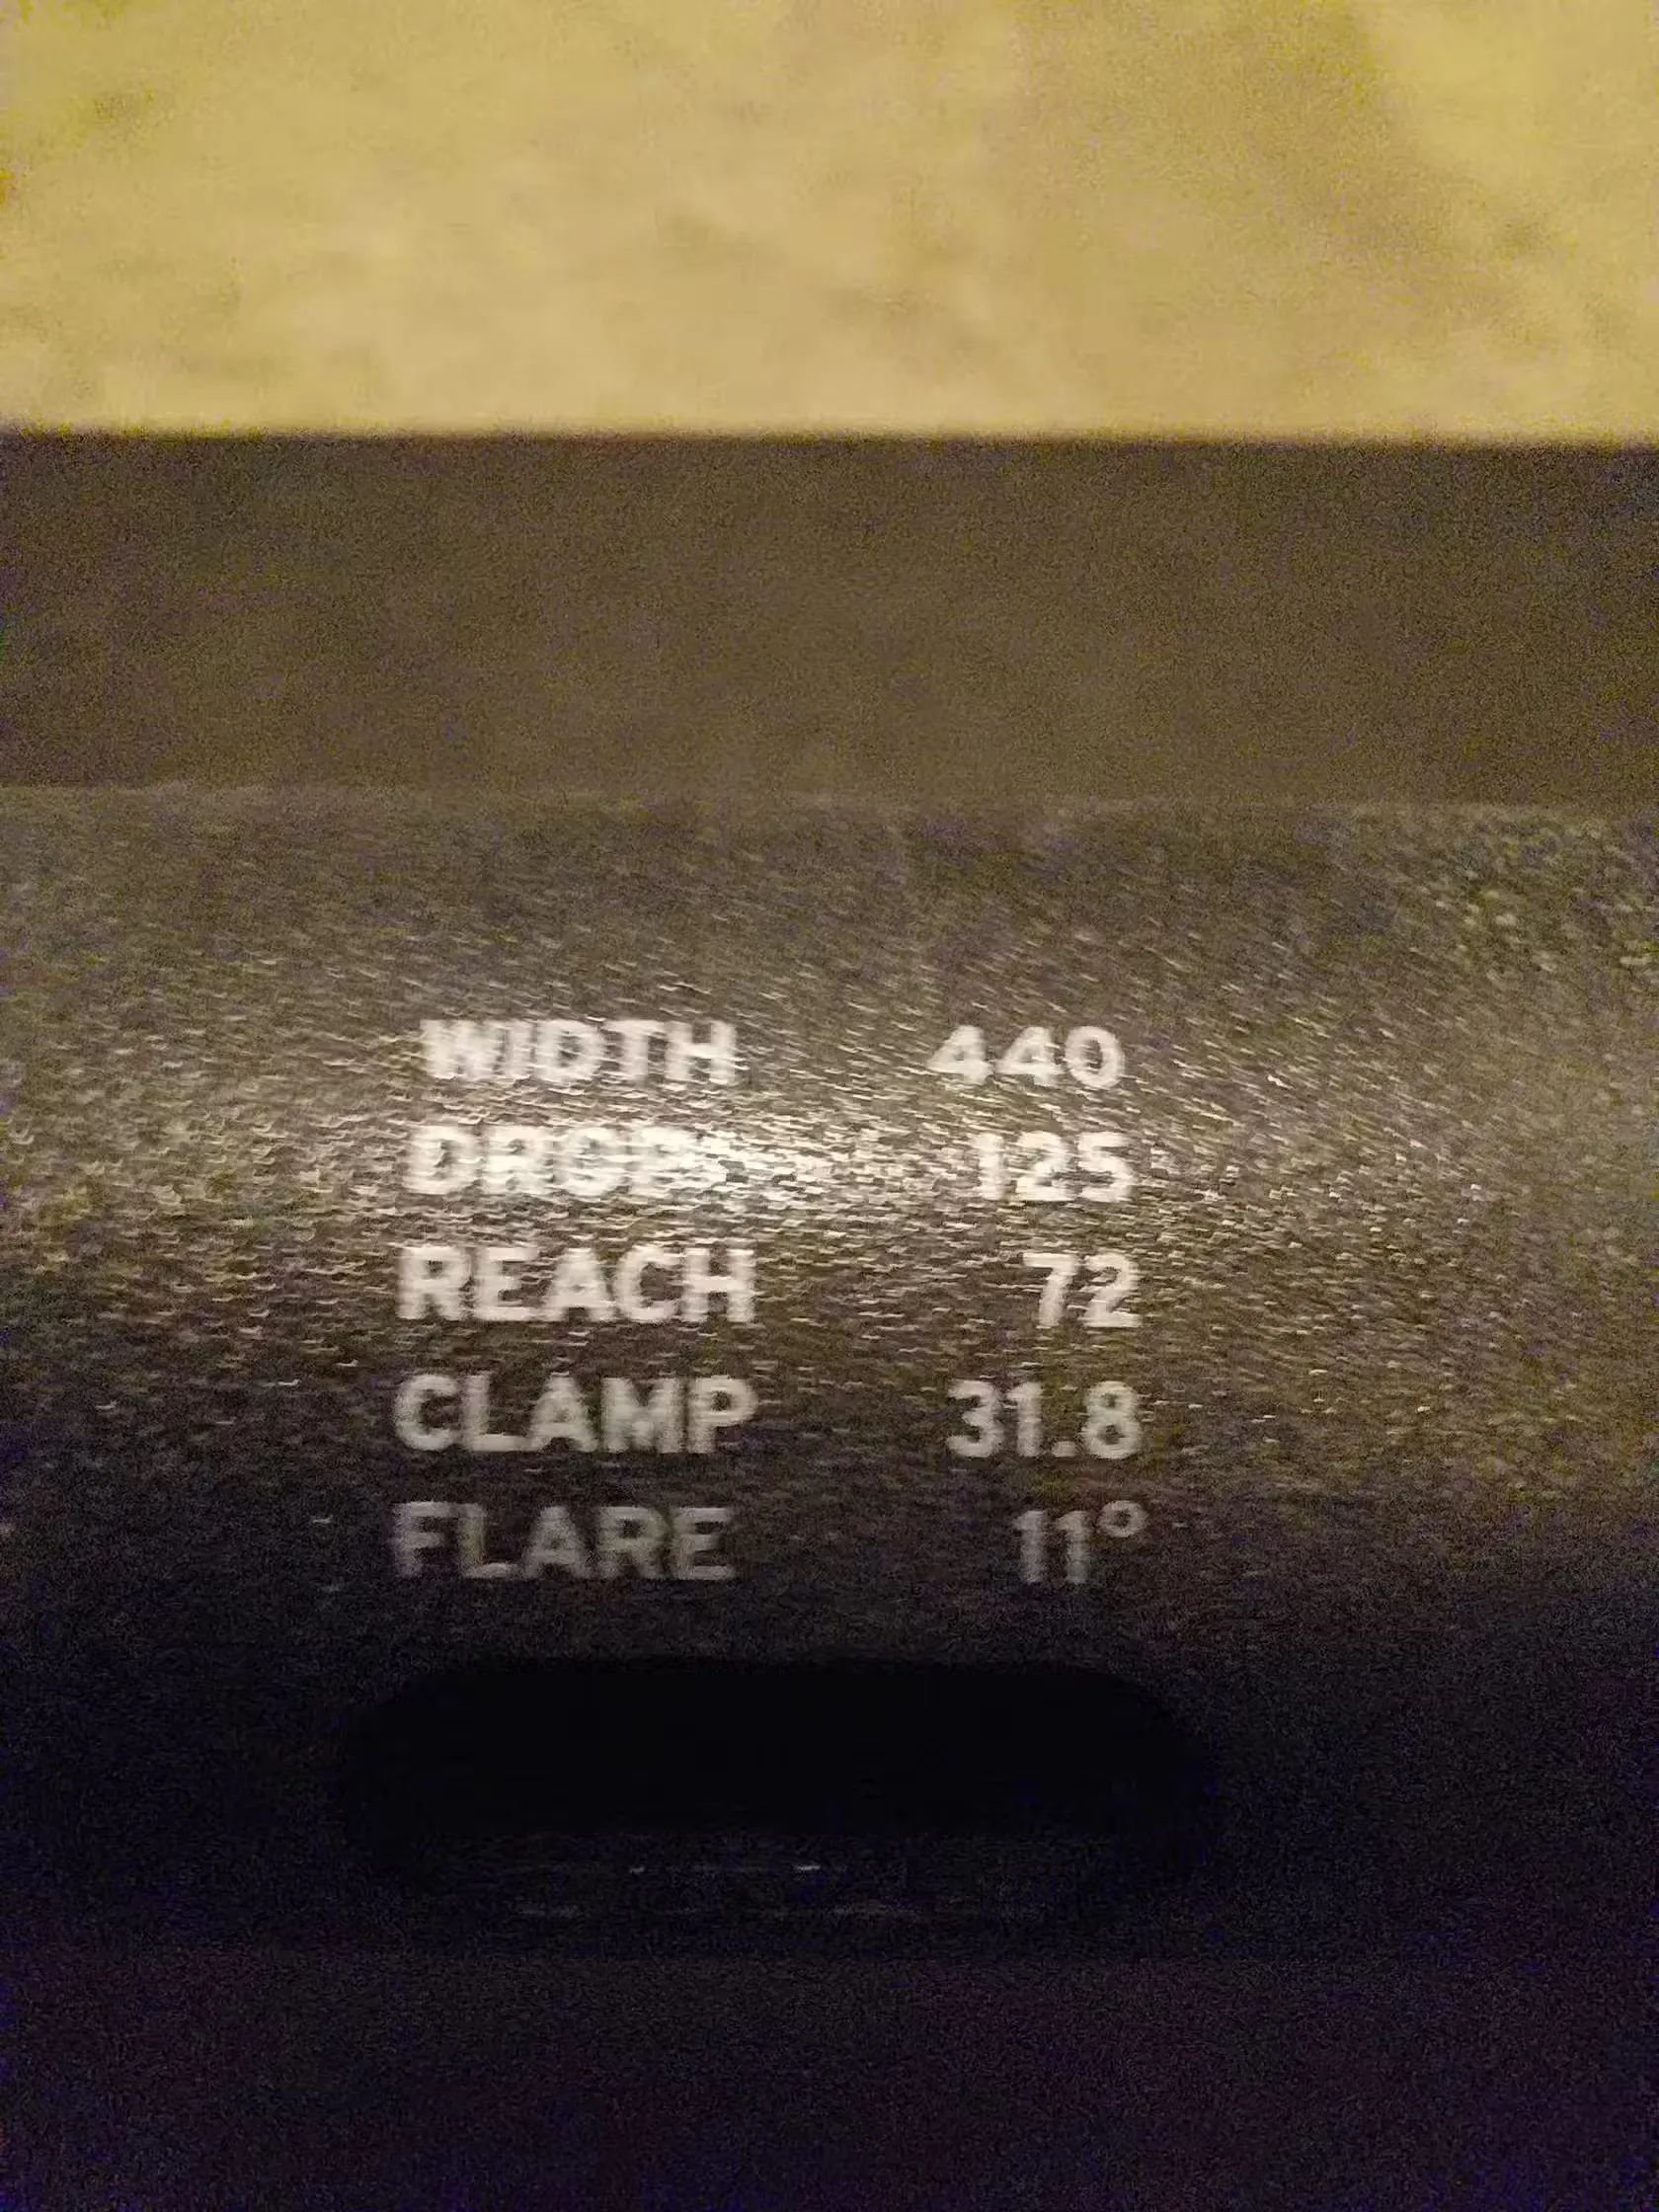 WIDTH 440
DROP 125
REACH 72
CLAMP 31.8
FLARE 11°